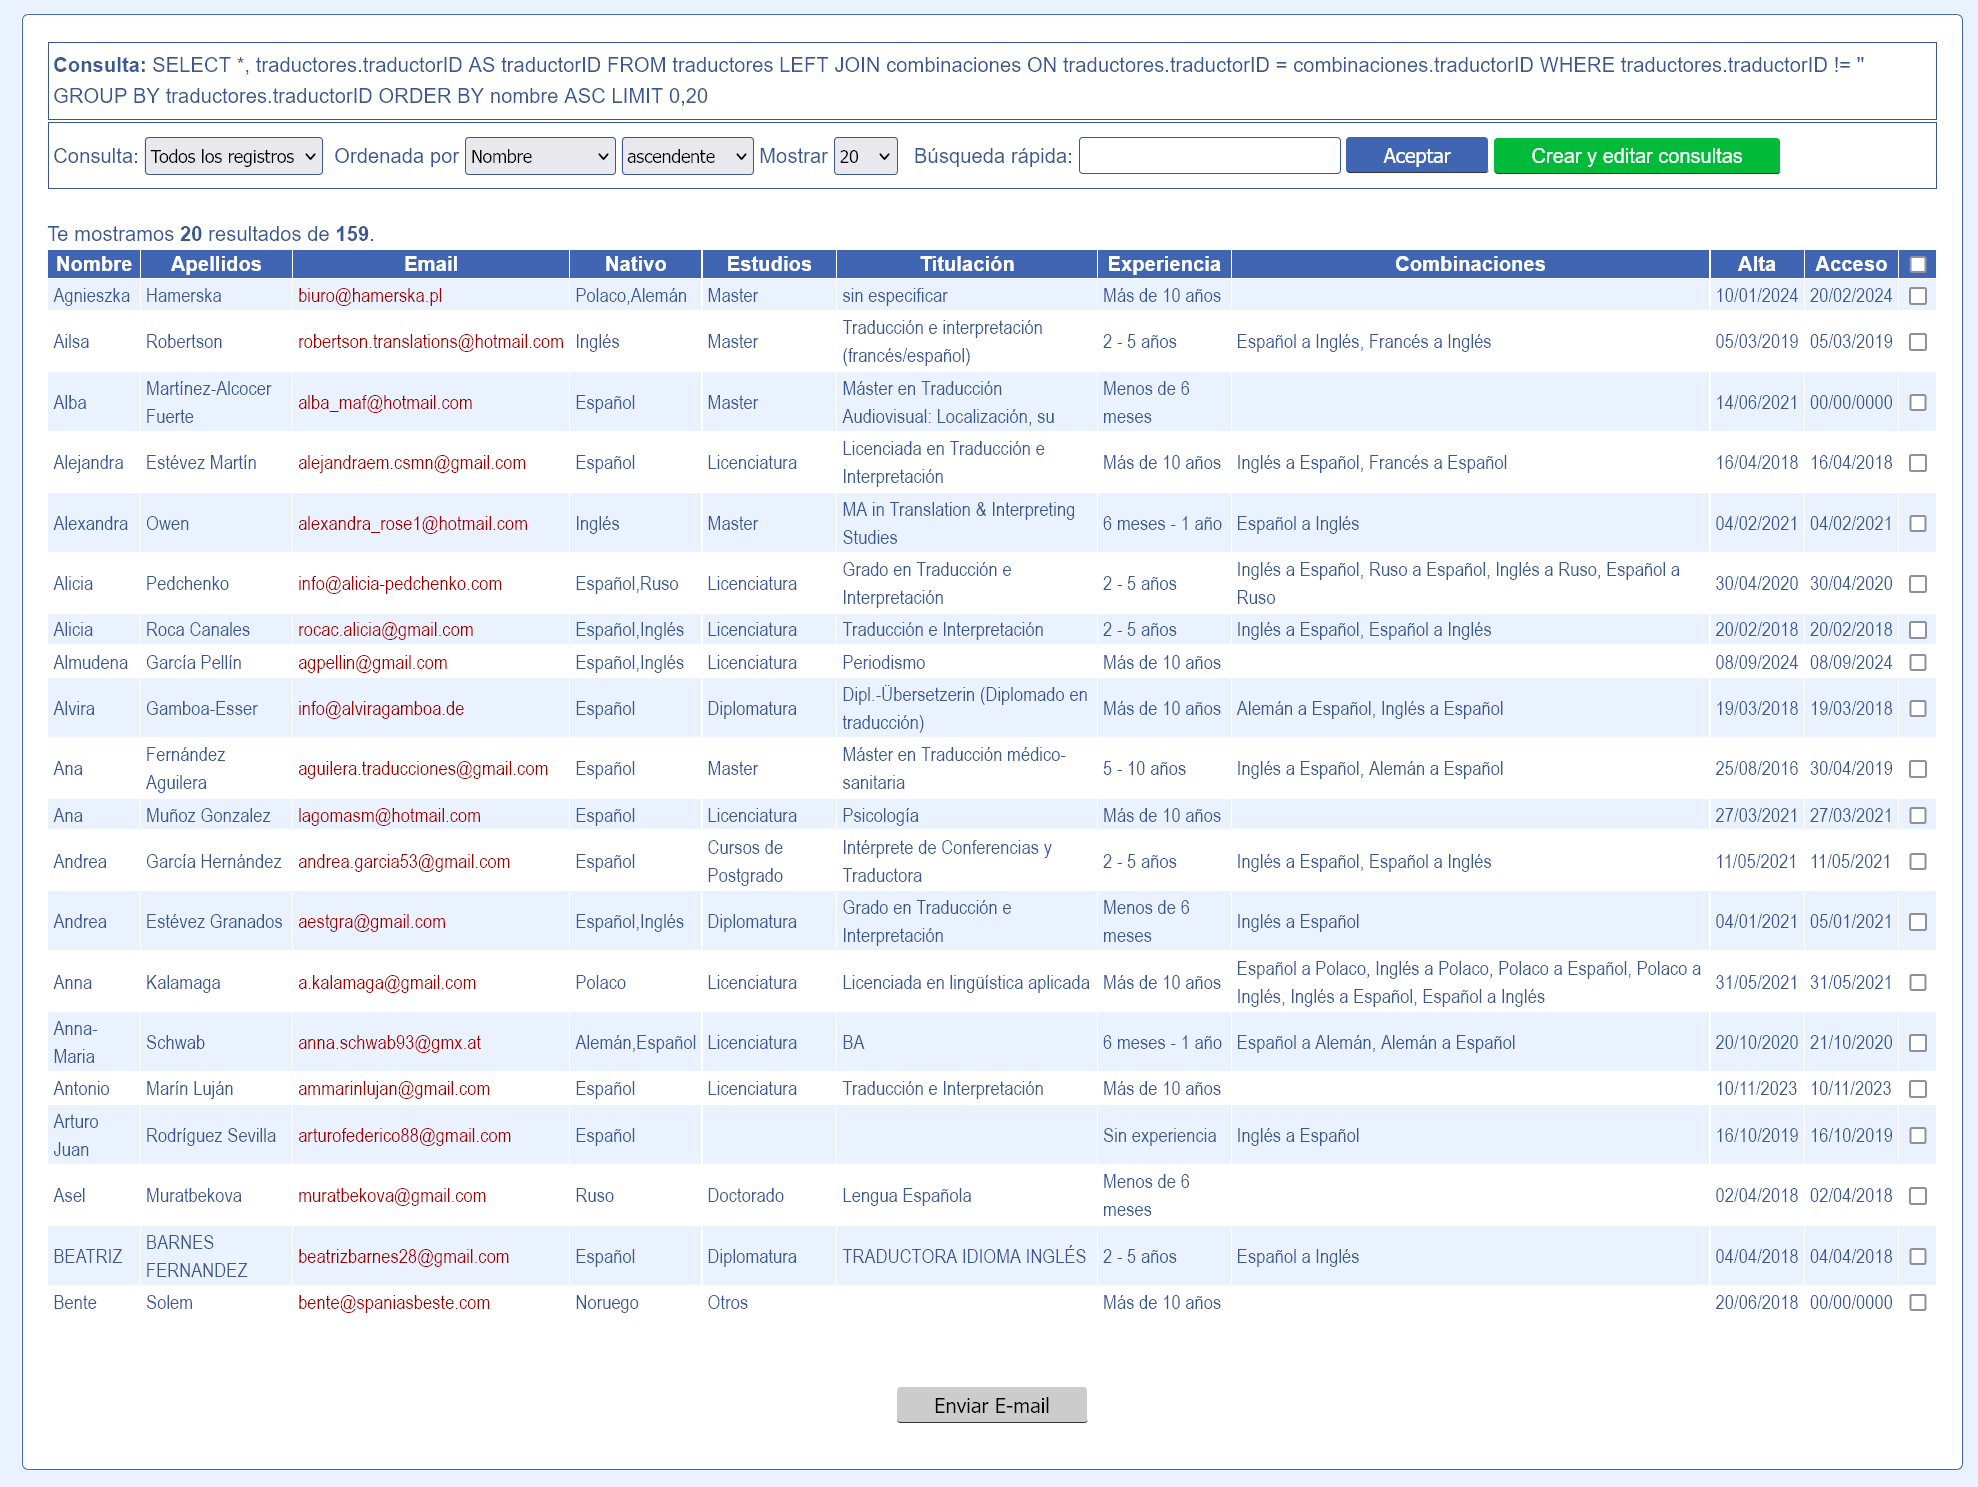 Consulta: SELECT *, traductores.traductorID AS traductorID FROM traductores LEFT JOIN combinaciones ON traductores.traductorID = combinaciones.traductorID WHERE traductores.traductorID != ''
GROUP BY traductores.traductorID ORDER BY nombre ASC LIMIT 0,20
Consulta: Todos los registros Ordenada por Nombre ascendente Mostrar 20 Búsqueda rápida: Aceptar Crear y editar consultas
Te mostramos 20 resultados de 159.
Nombre Apellidos Email Nativo Estudios Titulación Experiencia Combinaciones Alta Acceso
Agnieszka Hamerska biuro@hamerska.pl Polaco,Alemán Master sin especificar Más de 10 años 10/01/2024 20/02/2024
Ailsa Robertson robertson.translations@hotmail.com Inglés Master Traducción e interpretación
(francés/español) 2 - 5 años Español a Inglés, Francés a Inglés 05/03/2019 05/03/2019
Alba Martínez-Alcocer
Fuerte alba_maf@hotmail.com Español Master Máster en Traducción
Audiovisual: Localización, su Menos de 6
meses 14/06/2021 00/00/0000
Alejandra Estévez Martín alejandraem.csmn@gmail.com Español Licenciatura Licenciada en Traducción e
Interpretación Más de 10 años Inglés a Español, Francés a Español 16/04/2018 16/04/2018
Alexandra Owen alexandra_rose1@hotmail.com Inglés Master MA in Translation & Interpreting
Studies 6 meses - 1 año Español a Inglés 04/02/2021 04/02/2021
Alicia Pedchenko info@alicia-pedchenko.com Español,Ruso Licenciatura Grado en Traducción e
Interpretación 2 - 5 años Inglés a Español, Ruso a Español, Inglés a Ruso, Español a
Ruso 30/04/2020 30/04/2020
Alicia Roca Canales rocac.alicia@gmail.com Español,Inglés Licenciatura Traducción e Interpretación 2 - 5 años Inglés a Español, Español a Inglés 20/02/2018 20/02/2018
Almudena García Pellín agpellin@gmail.com Español,Inglés Licenciatura Periodismo Más de 10 años 08/09/2024 08/09/2024
Alvira Gamboa-Esser info@alviragamboa.de Español Diplomatura Dipl.-Übersetzerin (Diplomado en
traducción) Más de 10 años Alemán a Español, Inglés a Español 19/03/2018 19/03/2018
Ana Fernández
Aguilera aguilera.traducciones@gmail.com Español Master Máster en Traducción médico-
sanitaria 5 - 10 años Inglés a Español, Alemán a Español 25/08/2016 30/04/2019
Ana Muñoz Gonzalez lagomasm@hotmail.com Español Licenciatura Psicología Más de 10 años 27/03/2021 27/03/2021
Andrea García Hernández andrea.garcia53@gmail.com Español Cursos de
Postgrado Intérprete de Conferencias y
Traductora 2 - 5 años Inglés a Español, Español a Inglés 11/05/2021 11/05/2021
Andrea Estévez Granados aestgra@gmail.com Español,Inglés Diplomatura Grado en Traducción e
Interpretación Menos de 6
meses Inglés a Español 04/01/2021 05/01/2021
Anna Kalamaga a.kalamaga@gmail.com Polaco Licenciatura Licenciada en lingüística aplicada Más de 10 años Español a Polaco, Inglés a Polaco, Polaco a Español, Polaco a
Inglés, Inglés a Español, Español a Inglés 31/05/2021 31/05/2021
Anna-
Maria Schwab anna.schwab93@gmx.at Alemán,Español Licenciatura BA 6 meses - 1 año Español a Alemán, Alemán a Español 20/10/2020 21/10/2020
Antonio Marín Luján ammarinlujan@gmail.com Español Licenciatura Traducción e Interpretación Más de 10 años 10/11/2023 10/11/2023
Arturo
Juan Rodríguez Sevilla arturofederico88@gmail.com Español Sin experiencia Inglés a Español 16/10/2019 16/10/2019
Asel Muratbekova muratbekova@gmail.com Ruso Doctorado Lengua Española Menos de 6
meses 02/04/2018 02/04/2018
BEATRIZ BARNES
FERNANDEZ beatrizbarnes28@gmail.com Español Diplomatura TRADUCTORA IDIOMA INGLÉS 2 - 5 años Español a Inglés 04/04/2018 04/04/2018
Bente Solem bente@spaniasbeste.com Noruego Otros Más de 10 años 20/06/2018 00/00/0000
Enviar E-mail